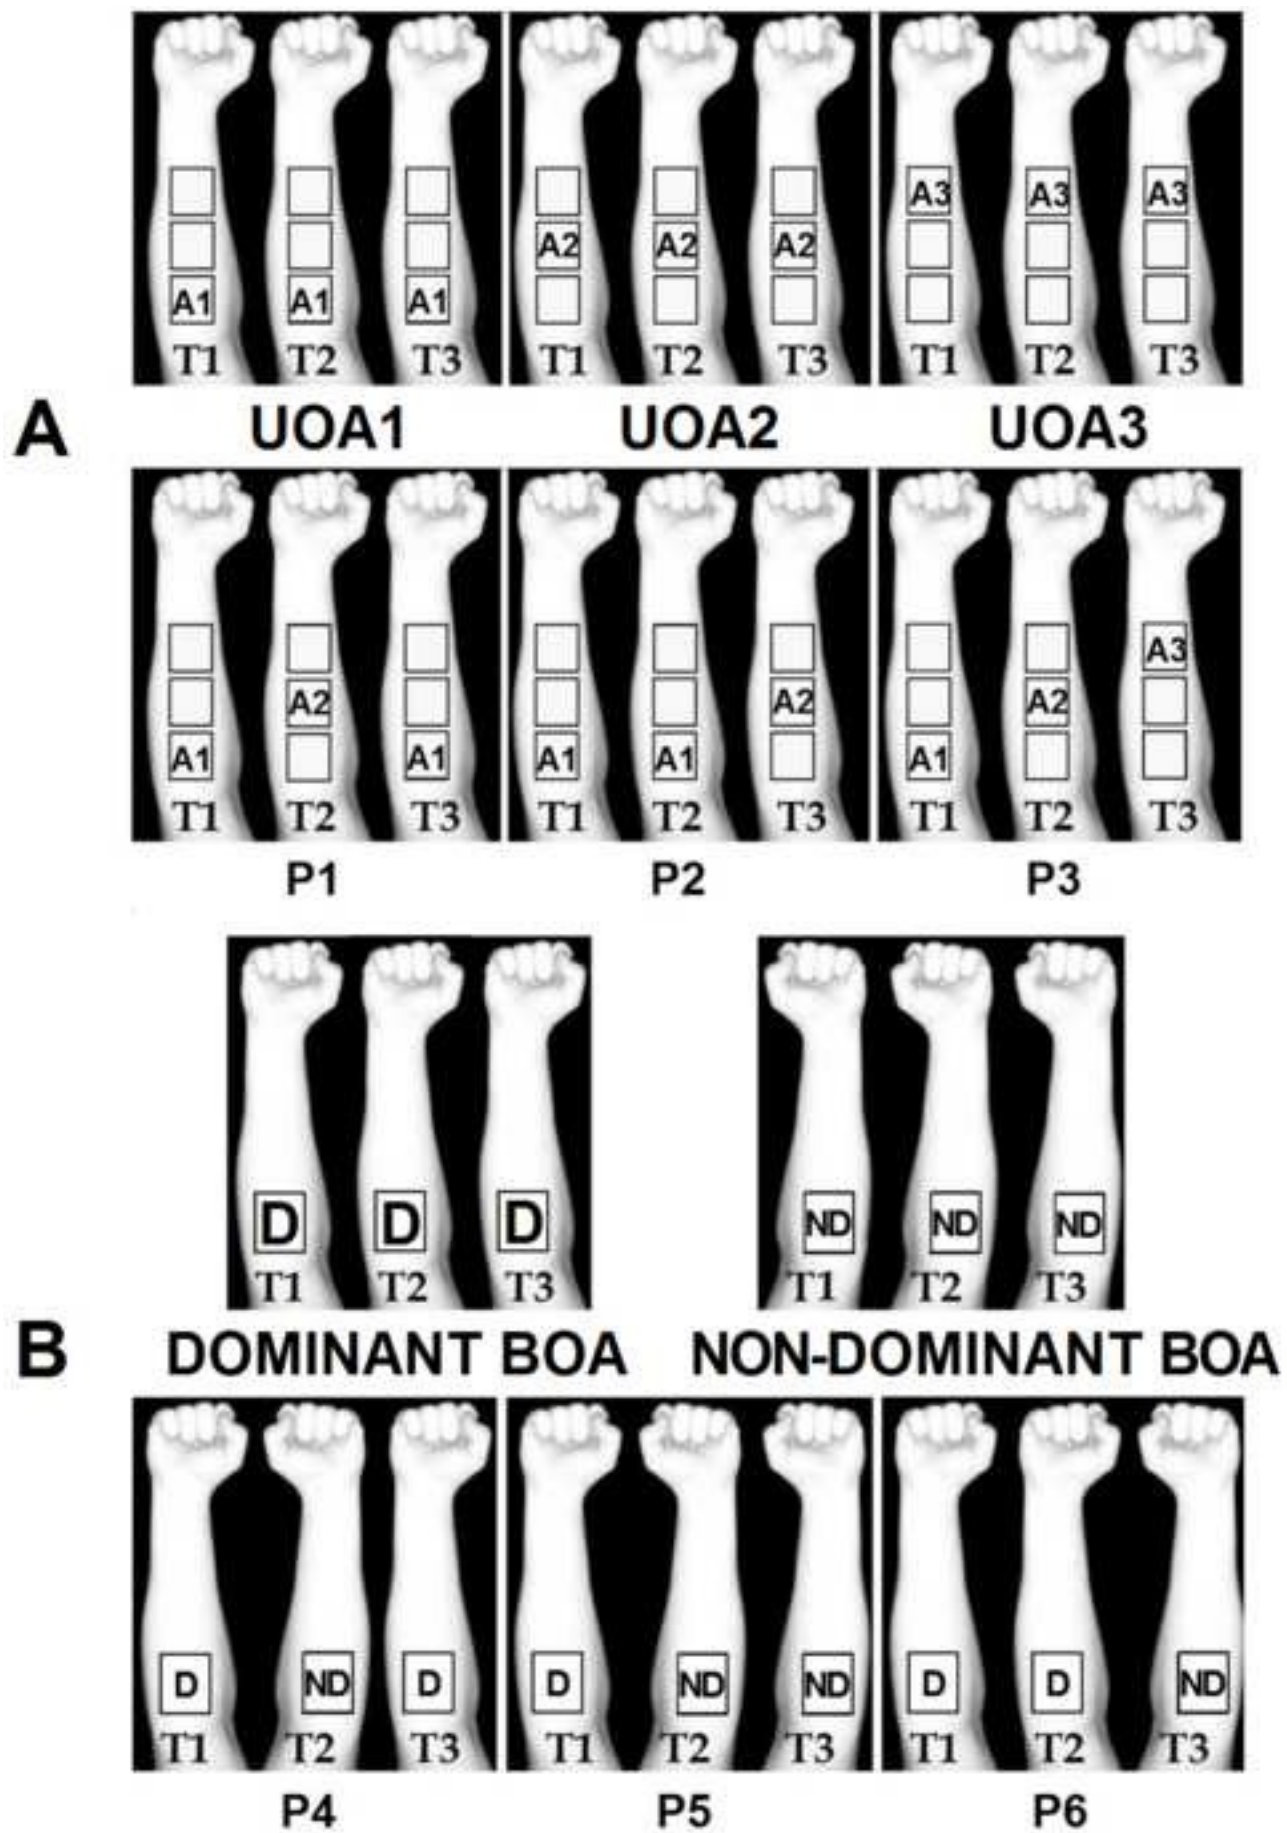 A1 A1 A1 A2 A2 A2 A3 A3 A3
T1 T2 T3 T1 T2 T3 T1 T2 T3
A
UOA1 UOA2 UOA3
A3
A2 A2 A2
A1 A1 A1 A1 A1
T1 T2 T3 T1 T2 T3 T1 T2 T3
P1 P2 P3
D D D ND ND ND
T1 T2 T3 T1 T2 T3
B
DOMINANT BOA NON-DOMINANT BOA
D ND D D ND ND D D ND
T1 T2 T3 T1 T2 T3 T1 T2 T3
P4 P5 P6